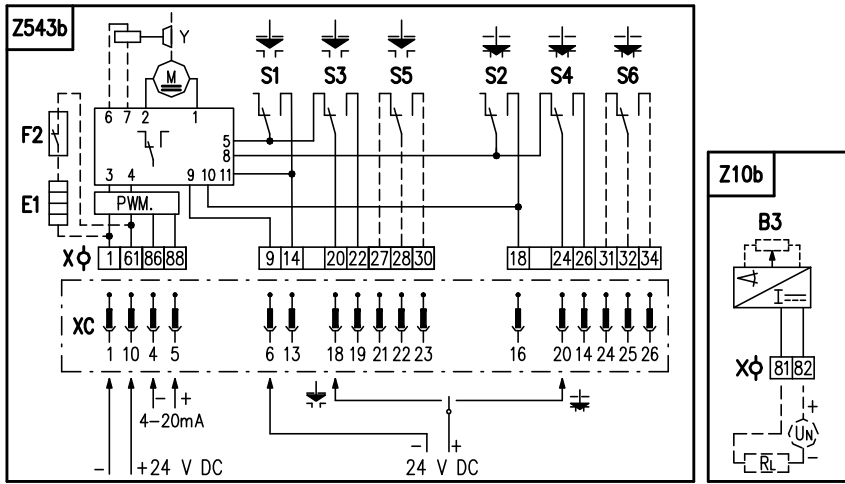 Z543b
Y
M
S1 S3 S5 S2 S4 S6
6 7 2 1
F2
5
8
3 4 9 10 11
E1
PWM.
X 1 61 86 88 9 14 20 22 27 28 30 18 24 26 31 32 34
XC
1 10 4 5 6 13 18 19 21 22 23 16 20 14 24 25 26
- +
4-20mA
- +24 V DC
- +
24 V DC
Z10b
B3
I
X 81 82
+
UN
-
RL